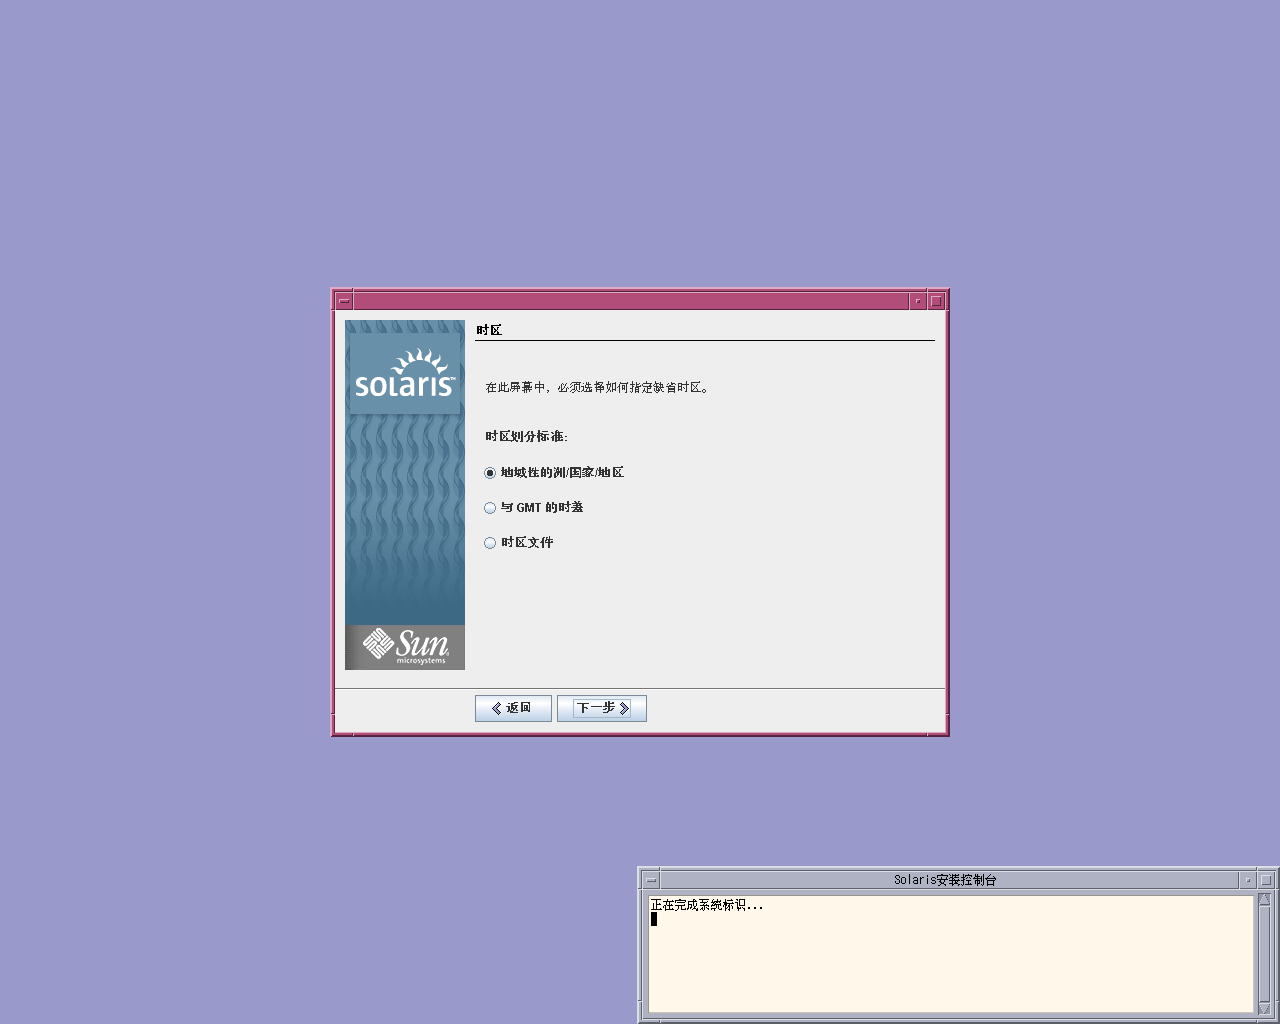 时区
solaris™
在此屏幕中，必须选择如何指定缺省时区。
时区划分标准:
地域性的洲/国家/地区
与 GMT 的时差
时区文件
Sun
microsystems
返回
下一步
Solaris安装控制台
正在完成系统标识...